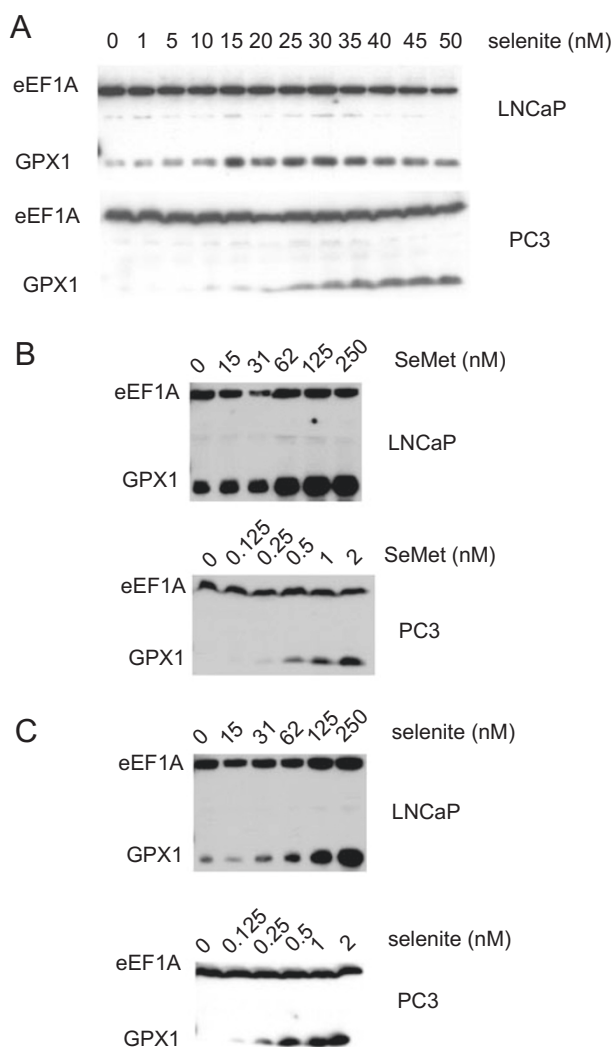 A
0 1 5 10 15 20 25 30 35 40 45 50 selenite (nM)
eEF1A
LNCaP
GPX1
eEF1A
PC3
GPX1
B
0 15 31 62 125 250 SeMet (nM)
eEF1A
LNCaP
GPX1
0 0.125 0.25 0.5 1 2 SeMet (nM)
eEF1A
PC3
GPX1
C
0 15 31 62 125 250 selenite (nM)
eEF1A
LNCaP
GPX1
0 0.125 0.25 0.5 1 2 selenite (nM)
eEF1A
PC3
GPX1